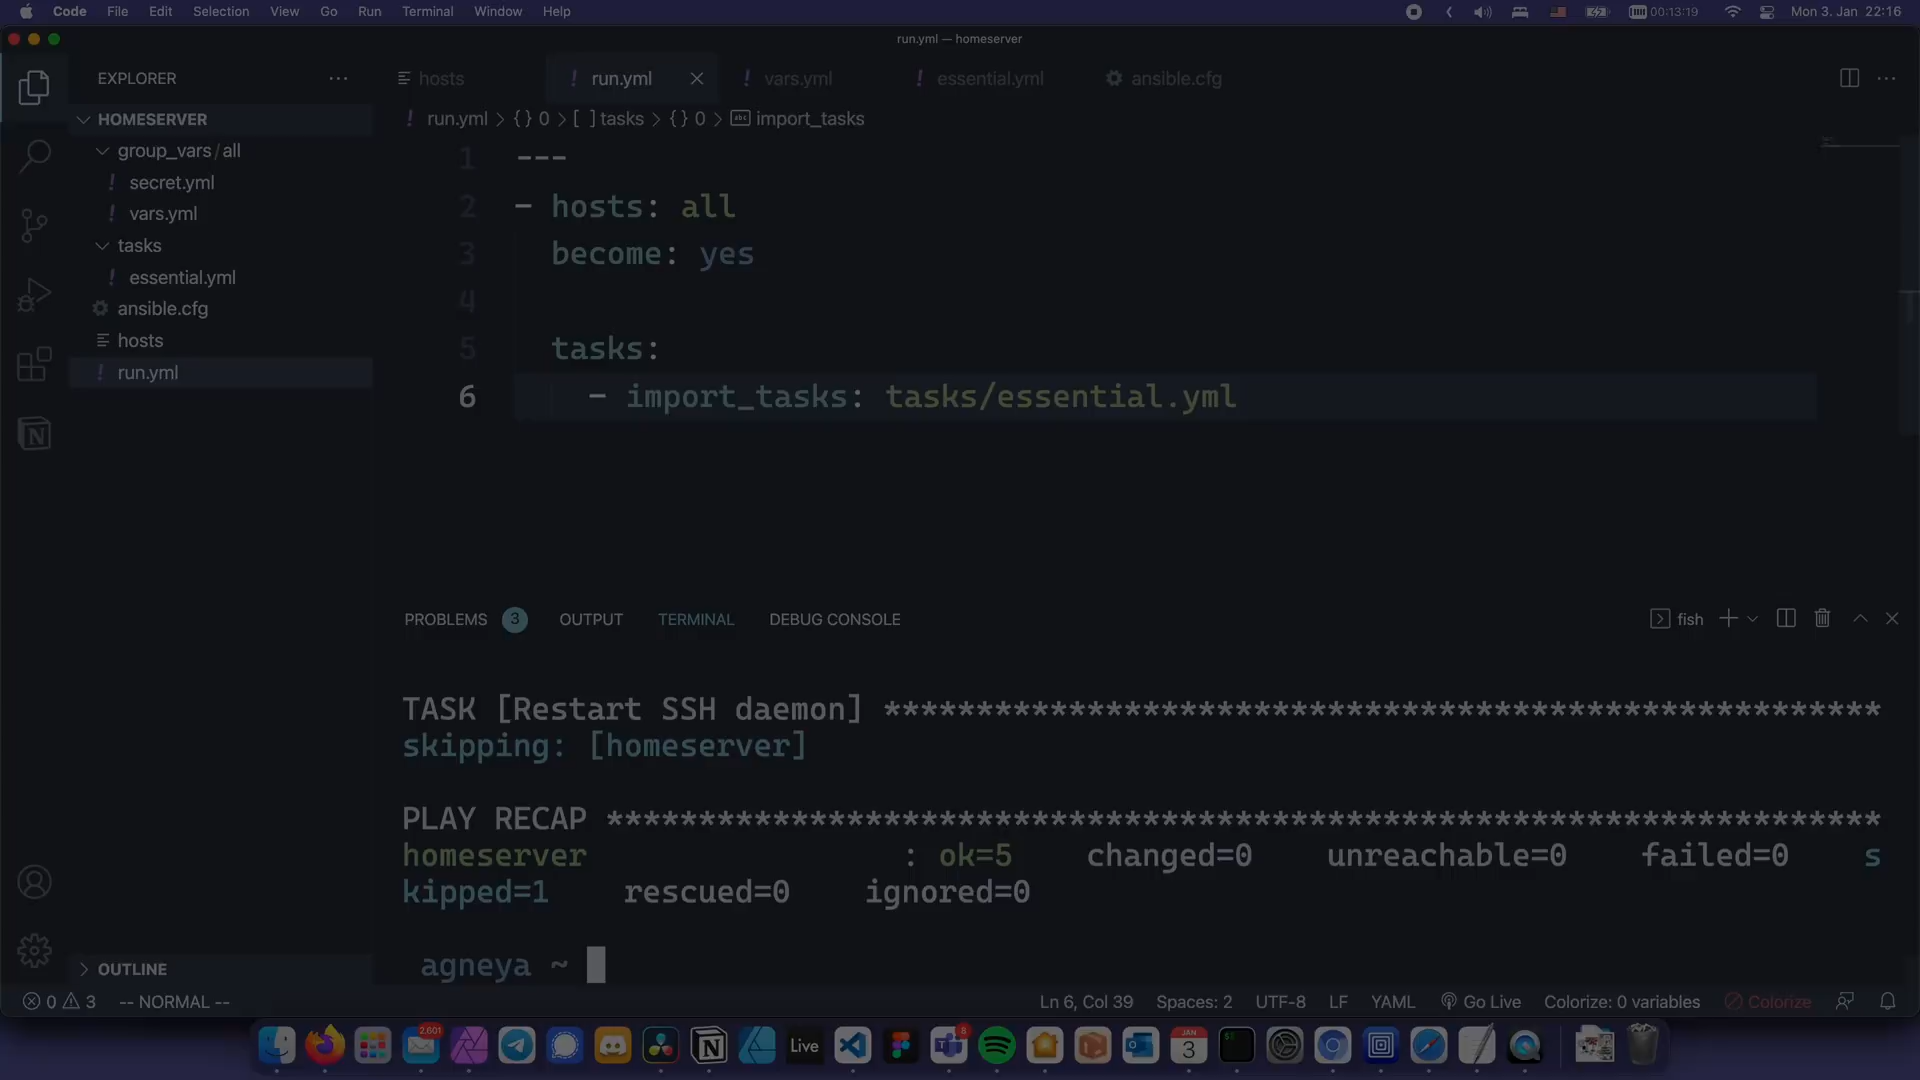 Code File Edit Selection View Go Run Terminal Window Help 00:13:19 Mon 3. Jan 22:16
run.yml — homeserver
EXPLORER
hosts run.yml vars.yml essential.yml ansible.cfg
HOMESERVER
run.yml > {} 0 > [ ] tasks > {} 0 > abc import_tasks
group_vars/all
secret.yml
vars.yml
tasks
essential.yml
ansible.cfg
hosts
run.yml
1 ---
2 - hosts: all
3 become: yes
4
5 tasks:
6 - import_tasks: tasks/essential.yml
PROBLEMS 3 OUTPUT TERMINAL DEBUG CONSOLE fish
TASK [Restart SSH daemon] ******************************************************
skipping: [homeserver]
PLAY RECAP *********************************************************************
homeserver : ok=5 changed=0 unreachable=0 failed=0 s
kipped=1 rescued=0 ignored=0
agneya ~
OUTLINE
0 3 -- NORMAL -- Ln 6, Col 39 Spaces: 2 UTF-8 LF YAML Go Live Colorize: 0 variables Colorize
2.601 Live 8 JAN 3